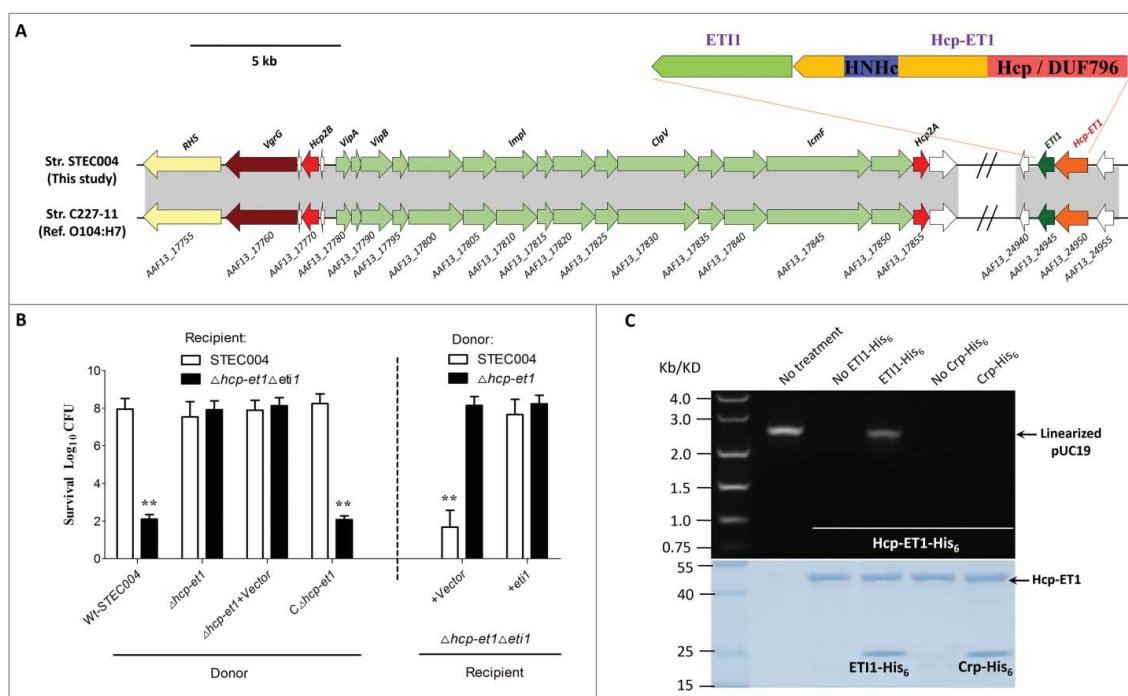 A
5 kb
ETI1
Hcp-ET1
HNHc
Hcp / DUF796
RHS
VgrG
Hcp2B
VipA
VipB
ImpI
ClpV
IcmF
Hcp2A
ETI1
Hcp-ET1
Str. STEC004
(This study)
Str. C227-11
(Ref. O104:H7)
AAF13_17755
AAF13_17760
AAF13_17770
AAF13_17780
AAF13_17790
AAF13_17795
AAF13_17800
AAF13_17805
AAF13_17810
AAF13_17815
AAF13_17820
AAF13_17825
AAF13_17830
AAF13_17835
AAF13_17840
AAF13_17845
AAF13_17850
AAF13_17855
AAF13_24940
AAF13_24945
AAF13_24950
AAF13_24955
B
Recipient:
STEC004
△hcp-et1△eti1
Donor:
STEC004
△hcp-et1
Survival Log10 CFU
10
8
6
4
2
0
**
**
**
Wt-STEC004
△hcp-et1
△hcp-et1+Vector
C△hcp-et1
+Vector
+eti1
Donor
△hcp-et1△eti1
Recipient
C
Kb/KD
No treatment
No ETI1-His6
ETI1-His6
No Crp-His6
Crp-His6
4.0
3.0
2.0
1.5
1.0
0.75
Linearized
pUC19
Hcp-ET1-His6
55
40
25
15
Hcp-ET1
ETI1-His6
Crp-His6